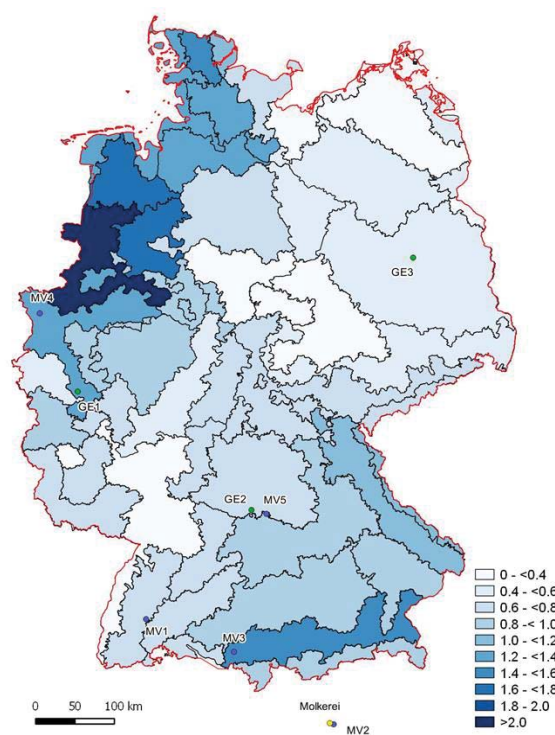 GE3
MV4
GE1
GE2
MV5
MV1
MV3
0 - <0.4
0.4 - <0.6
0.6 - <0.8
0.8 - < 1.0
1.0 - <1.2
1.2 - <1.4
1.4 - <1.6
1.6 - <1.8
1.8 - 2.0
>2.0
0 50 100 km
Molkerei
MV2